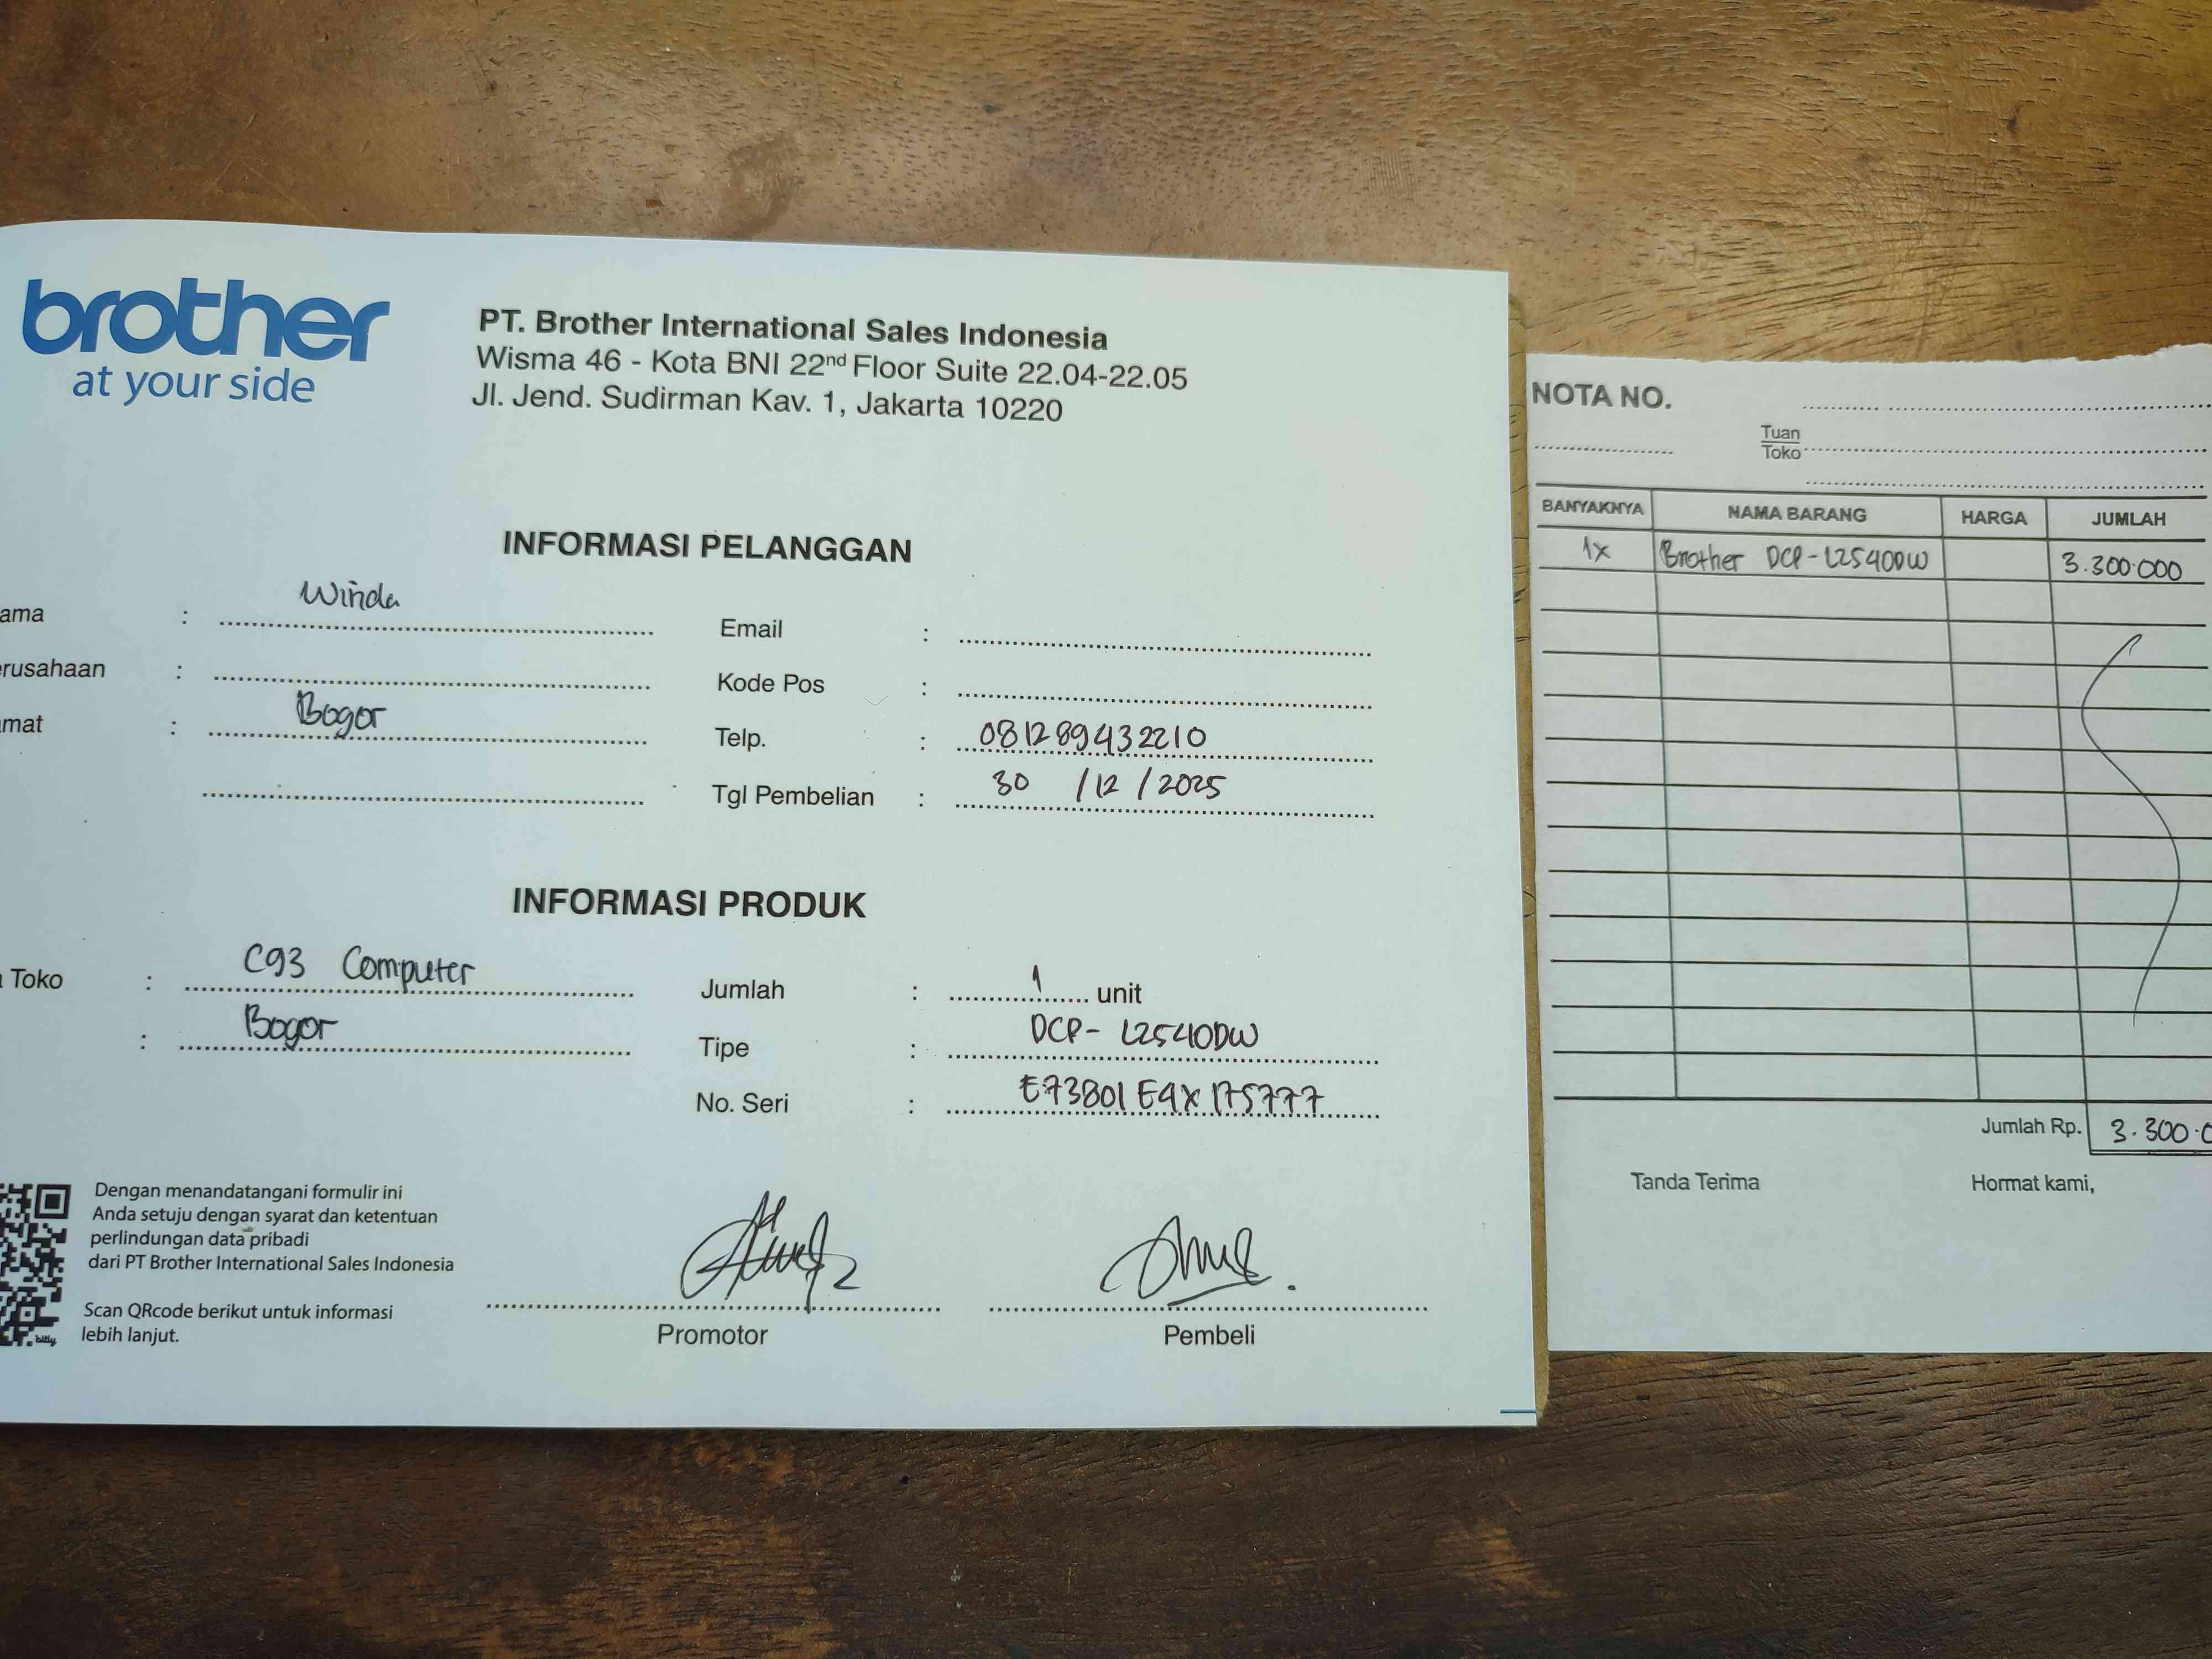 brother
at your side
PT. Brother International Sales Indonesia
Wisma 46 - Kota BNI 22nd Floor Suite 22.04-22.05
Jl. Jend. Sudirman Kav. 1, Jakarta 10220
INFORMASI PELANGGAN
ama : Winda
erusahaan :
mat : Bogor
Email :
Kode Pos :
Telp. : 081289432210
Tgl Pembelian : 30 /12 / 2025
INFORMASI PRODUK
Toko : C93 Computer
: Bogor
Jumlah : 1 unit
Tipe : DCP- L2540DW
No. Seri : E73801E4X175777
Dengan menandatangani formulir ini
Anda setuju dengan syarat dan ketentuan
perlindungan data pribadi
dari PT Brother International Sales Indonesia
Scan QRcode berikut untuk informasi
lebih lanjut.
bitly
Promotor
Pembeli
NOTA NO.
Tuan
Toko
BANYAKNYA NAMA BARANG HARGA JUMLAH
1x Brother DCP-L2540DW 3.300.000
Jumlah Rp. 3.300.0
Tanda Terima Hormat kami,